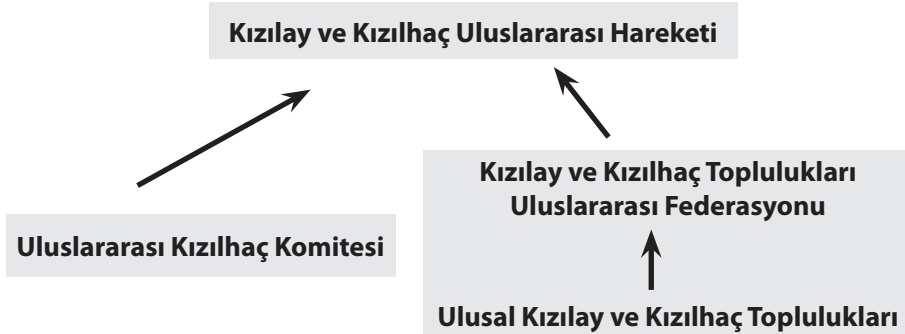 Kızılay ve Kızılhaç Uluslararası Hareketi
Uluslararası Kızılhaç Komitesi
Kızılay ve Kızılhaç Toplulukları
Uluslararası Federasyonu
Ulusal Kızılay ve Kızılhaç Toplulukları